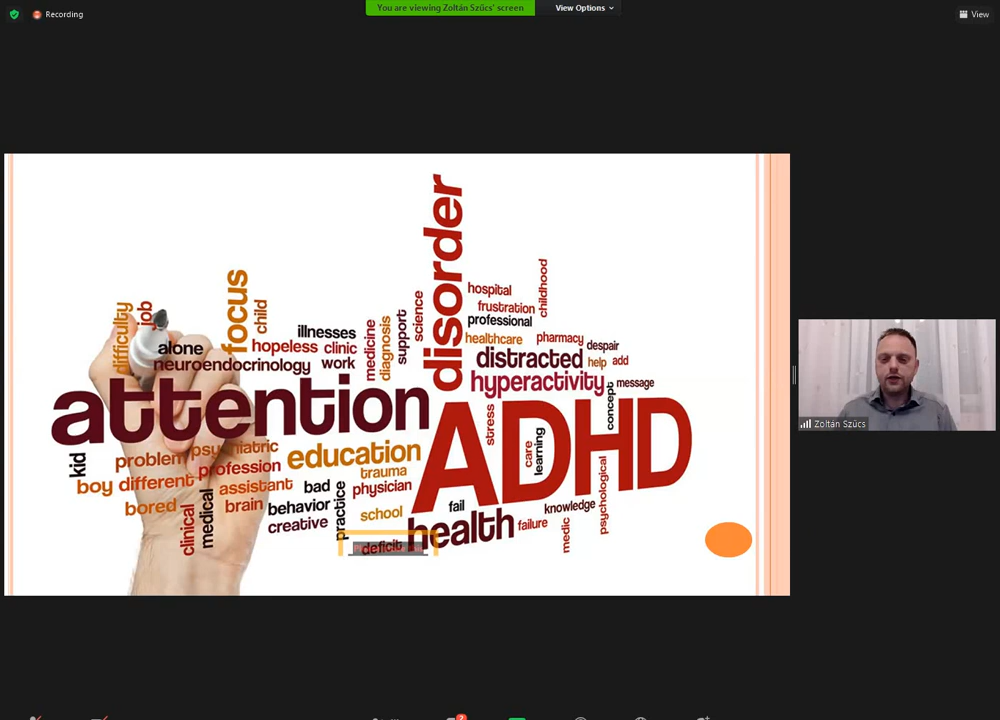 Recording
You are viewing Zoltán Szűcs' screen
View Options
View
disorder
difficulty
job
focus
child
alone
neuroendocrinology
hopeless
illnesses
clinic
work
medicine
diagnosis
support
science
hospital
frustration
professional
childhood
healthcare
pharmacy
despair
distracted
help
add
hyperactivity
concept
message
attention
ADHD
stress
care
learning
psychological
kid
problem
psychiatric
education
boy
different
profession
trauma
bored
assistant
bad
physician
clinical
medical
brain
behavior
practice
creative
school
fail
knowledge
deficit
health
failure
medic
Zoltán Szűcs
2